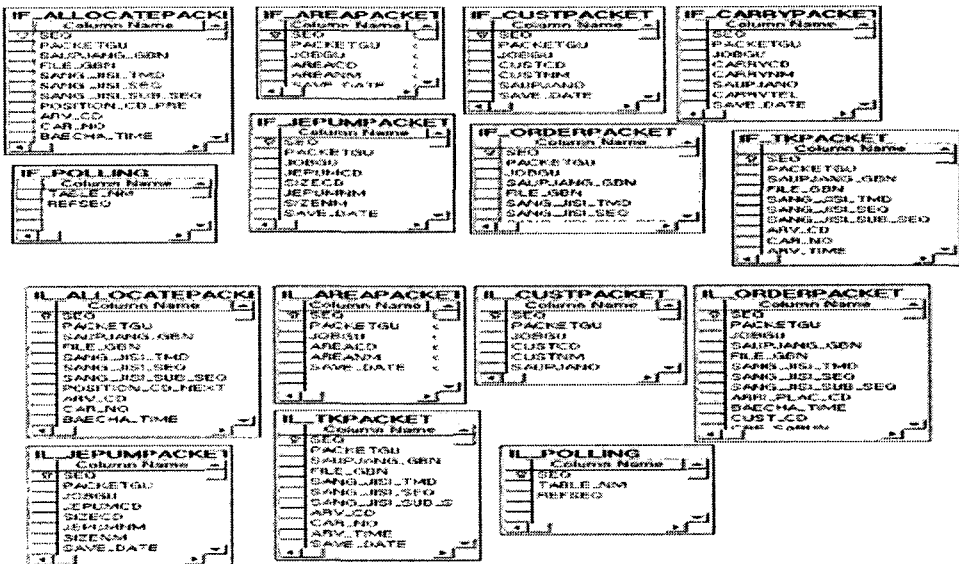 IF_ALLOCATEPACKI
Column Name
SEQ
PACKETGU
SAUPJANG_GBN
FILE_GBN
SANG_JISI_TMD
SANG_JISI_SEQ
SANG_JISI_SUB_SEQ
POSITION_CD_PRE
ARV_CD
CAR_NO
BAECHA_TIME
IF_AREAPACKET
Column Name
SEQ
PACKETGU
JOBGU
AREACD
AREANM
SAVE_DATE
IF_CUSTPACKET
Column Name
SEQ
PACKETGU
JOBGU
CUSTCD
CUSTNM
SAUPJANO
SAVE_DATE
IF_CARRYPACKET
Column Name
SEQ
PACKETGU
JOBGU
CARRYCD
CARRYNM
SAUPJANO
CARRYTEL
SAVE_DATE
IF_POLLING
Column Name
TABLE_NM
REFSEQ
IF_JEPUMPACKET
Column Name
SEQ
PACKETGU
JOBGU
JEPUMCD
SIZECD
JEPUMNM
SIZENM
SAVE_DATE
IF_ORDERPACKET
Column Name
SEQ
PACKETGU
JOBGU
SAUPJANG_GBN
FILE_GBN
SANG_JISI_TMD
SANG_JISI_SEQ
IF_TKPACKET
Column Name
SEQ
PACKETGU
SAUPJANG_GBN
FILE_GBN
SANG_JISI_TMD
SANG_JISI_SEQ
SANG_JISI_SUB_SEQ
ARV_CD
CAR_NO
ARV_TIME
IL_ALLOCATEPACKI
Column Name
SEQ
PACKETGU
SAUPJANG_GBN
FILE_GBN
SANG_JISI_TMD
SANG_JISI_SEQ
SANG_JISI_SUB_SEQ
POSITION_CD_NEXT
ARV_CD
CAR_NO
BAECHA_TIME
IL_AREAPACKET
Column Name
SEQ
PACKETGU
JOBGU
AREACD
AREANM
SAVE_DATE
IL_CUSTPACKET
Column Name
SEQ
PACKETGU
JOBGU
CUSTCD
CUSTNM
SAUPJANO
IL_ORDERPACKET
Column Name
SEQ
PACKETGU
JOBGU
SAUPJANG_GBN
FILE_GBN
SANG_JISI_TMD
SANG_JISI_SEQ
SANG_JISI_SUB_SEQ
ARRI_PLAC_CD
BAECHA_TIME
CUST_CD
IL_JEPUMPACKET
Column Name
SEQ
PACKETGU
JOBGU
JEPUMCD
SIZECD
JEPUMNM
SIZENM
SAVE_DATE
IL_TKPACKET
Column Name
SEQ
PACKETGU
SAUPJANG_GBN
FILE_GBN
SANG_JISI_TMD
SANG_JISI_SEQ
SANG_JISI_SUB_S
ARV_CD
CAR_NO
ARV_TIME
SAVE_DATE
IL_POLLING
Column Name
SEQ
TABLE_NM
REFSEQ